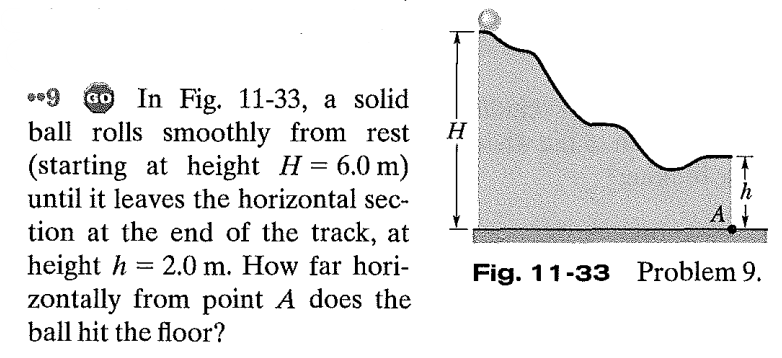 ••9 GO In Fig. 11-33, a solid
ball rolls smoothly from rest
(starting at height H = 6.0 m)
until it leaves the horizontal sec-
tion at the end of the track, at
height h = 2.0 m. How far hori-
zontally from point A does the
ball hit the floor?
H
h
A
Fig. 11-33 Problem 9.